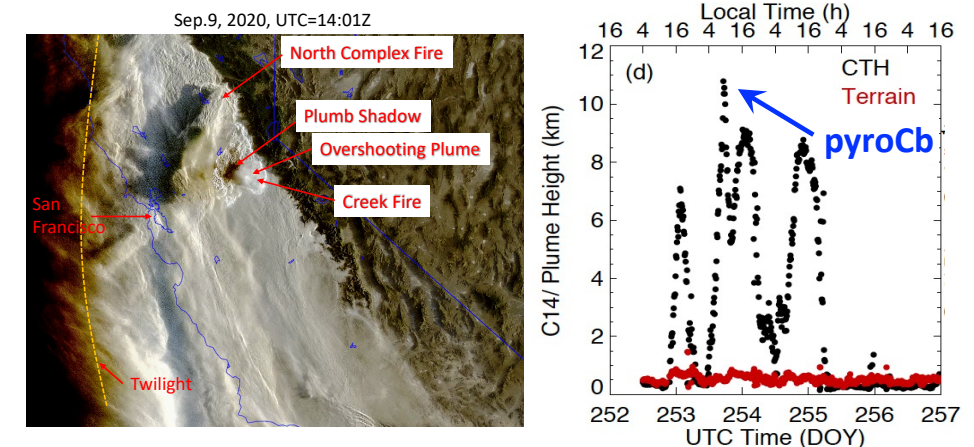 Sep.9, 2020, UTC=14:01Z
North Complex Fire
Plumb Shadow
Overshooting Plume
Creek Fire
San
Francisco
Twilight
Local Time (h)
16 4 16 4 16 4 16 4 16 4 16
(d)
CTH
Terrain
pyroCb
C14/ Plume Height (km)
12
10
8
6
4
2
0
252 253 254 255 256 257
UTC Time (DOY)